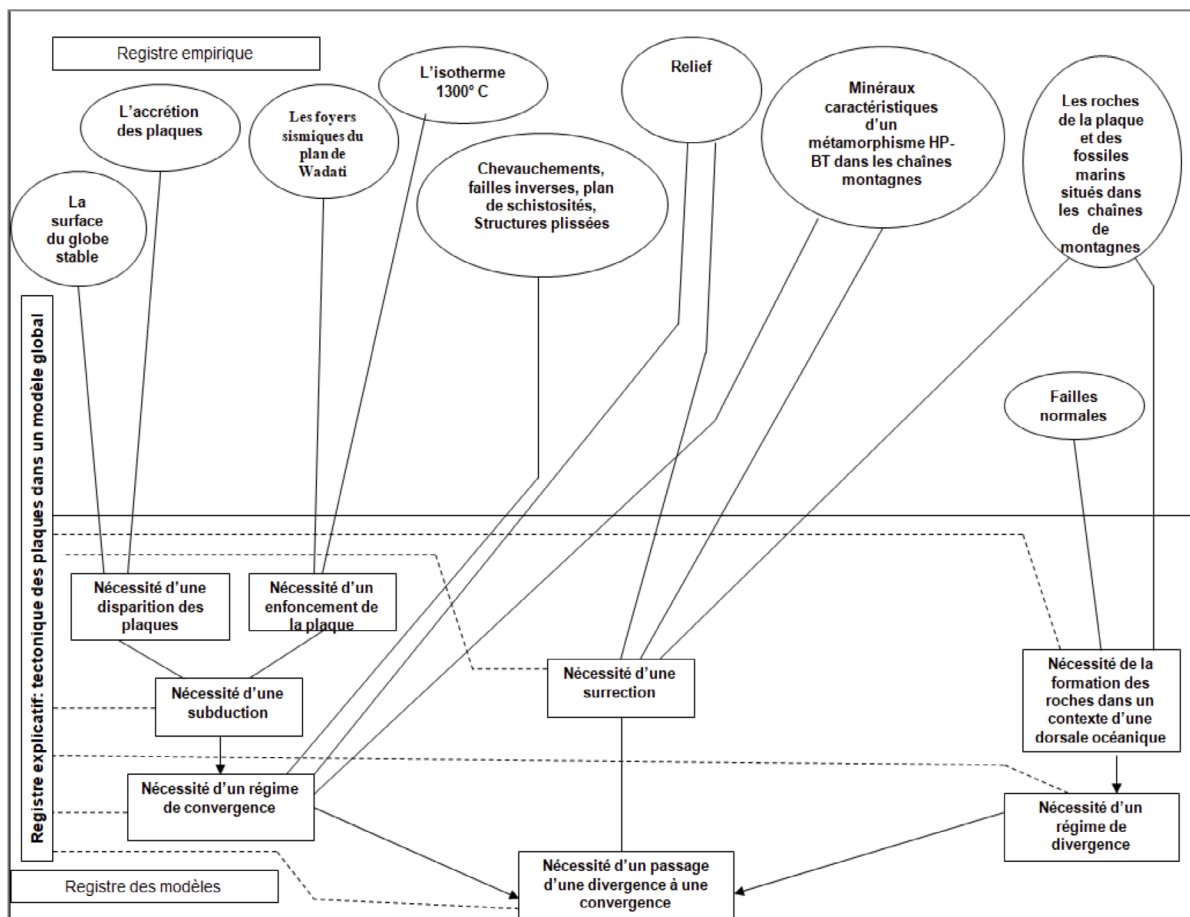 Registre empirique
L'isotherme
1300° C
Relief
L'accrétion
des plaques
Les foyers
sismiques du
plan de
Wadati
Minéraux
caractéristiques
d'un
métamorphisme HP-
BT dans les chaînes
montagnes
Les roches
de la plaque
et des
fossiles
marins
situés dans
les chaînes
de
montagnes
Chevauchements,
failles inverses, plan
de schistosités,
Structures plissées
La
surface
du globe
stable
Failles
normales
Registre explicatif: tectonique des plaques dans un modèle global
Nécessité d'une
disparition des
plaques
Nécessité d'un
enfoncement de
la plaque
Nécessité d'une
subduction
Nécessité d'une
surrection
Nécessité de la
formation des
roches dans un
contexte d'une
dorsale océanique
Nécessité d'un régime
de convergence
Nécessité d'un
régime de
divergence
Nécessité d'un passage
d'une divergence à une
convergence
Registre des modèles